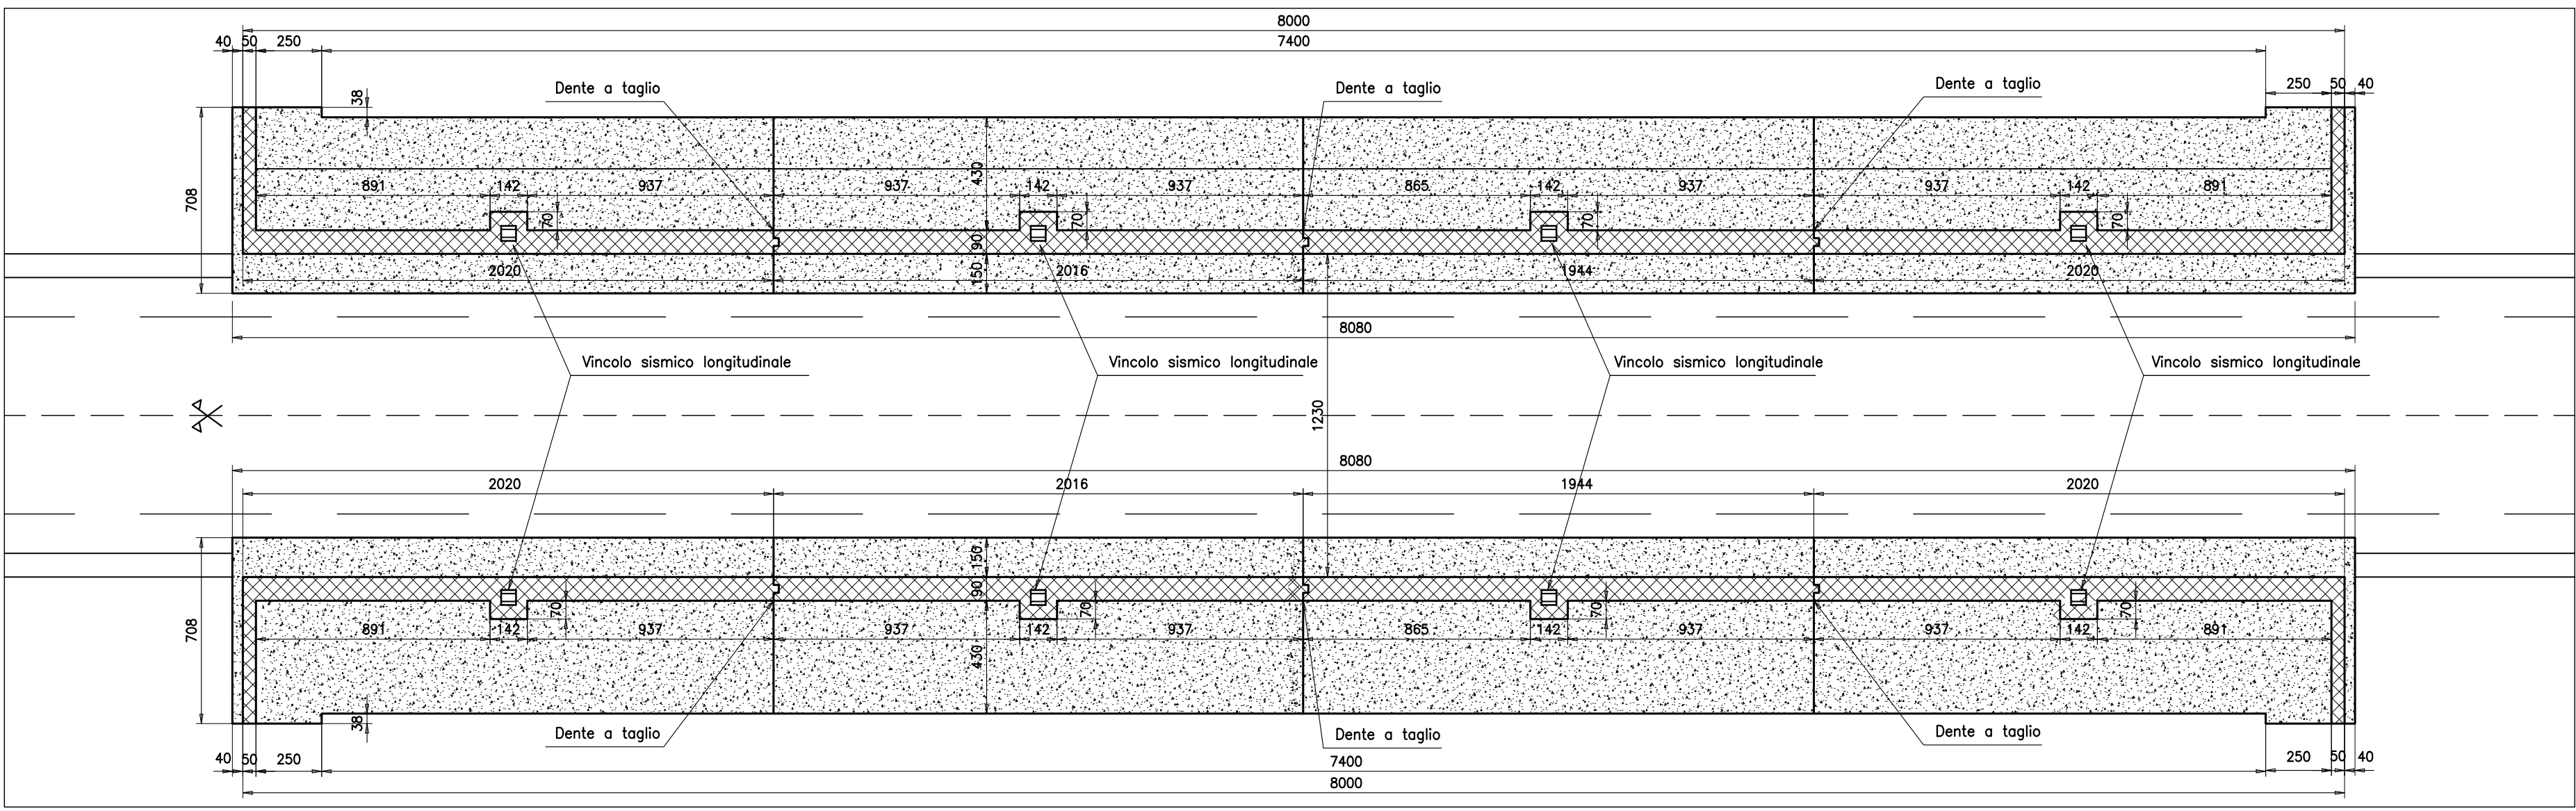 8000
40 50 250 7400
250 50 40
38
Dente a taglio
Dente a taglio
Dente a taglio
708
430
891 142 937 937 142 937 865 142 937 937 142 891
70 70 70 70
90
2020 2016 1944 2020
150
8080
Vincolo sismico longitudinale
Vincolo sismico longitudinale
Vincolo sismico longitudinale
Vincolo sismico longitudinale
1230
8080
2020 2016 1944 2020
150
90
70 70 70 70
708
891 142 937 937 142 937 865 142 937 937 142 891
430
38
Dente a taglio
Dente a taglio
Dente a taglio
40 50 250 7400 250 50 40
8000